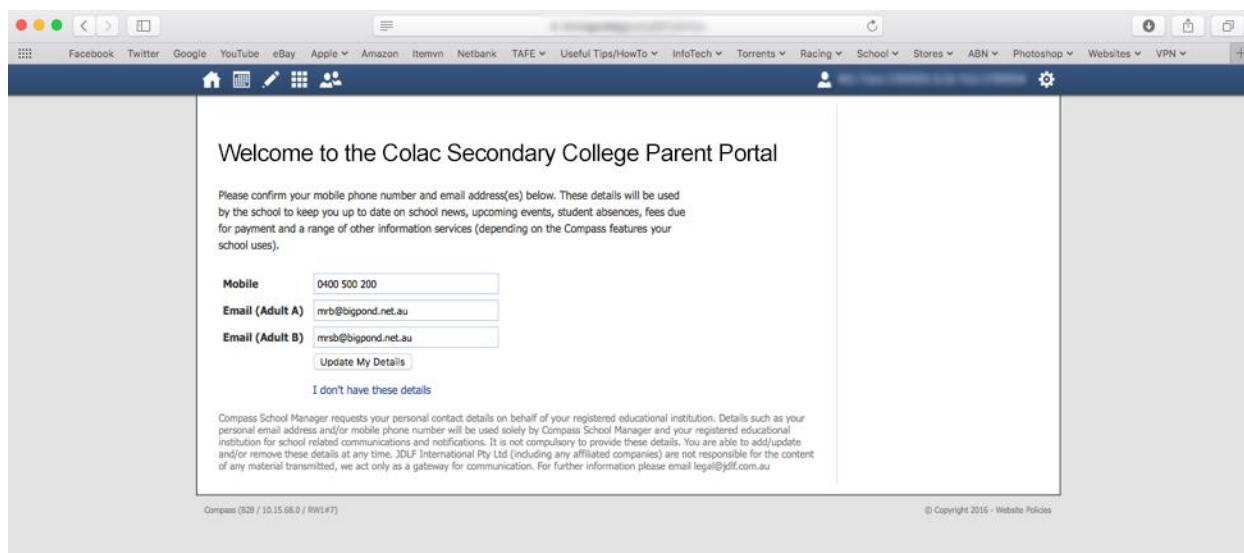 Facebook Twitter Google YouTube eBay Apple Amazon Itemvn Netbank TAFE Useful Tips/HowTo InfoTech Torrents Racing School Stores ABN Photoshop Websites VPN
Welcome to the Colac Secondary College Parent Portal
Please confirm your mobile phone number and email address(es) below. These details will be used
by the school to keep you up to date on school news, upcoming events, student absences, fees due
for payment and a range of other information services (depending on the Compass features your
school uses).
Mobile 0400 500 200
Email (Adult A) mrb@bigpond.net.au
Email (Adult B) mrsb@bigpond.net.au
Update My Details
I don't have these details
Compass School Manager requests your personal contact details on behalf of your registered educational institution. Details such as your
personal email address and/or mobile phone number will be used solely by Compass School Manager and your registered educational
institution for school related communications and notifications. It is not compulsory to provide these details. You are able to add/update
and/or remove these details at any time. JDLF International Pty Ltd (including any affiliated companies) are not responsible for the content
of any material transmitted, we act only as a gateway for communication. For further information please email legal@jdlf.com.au
Compass (828 / 10.15.68.0 / RW1#7) © Copyright 2016 - Website Policies